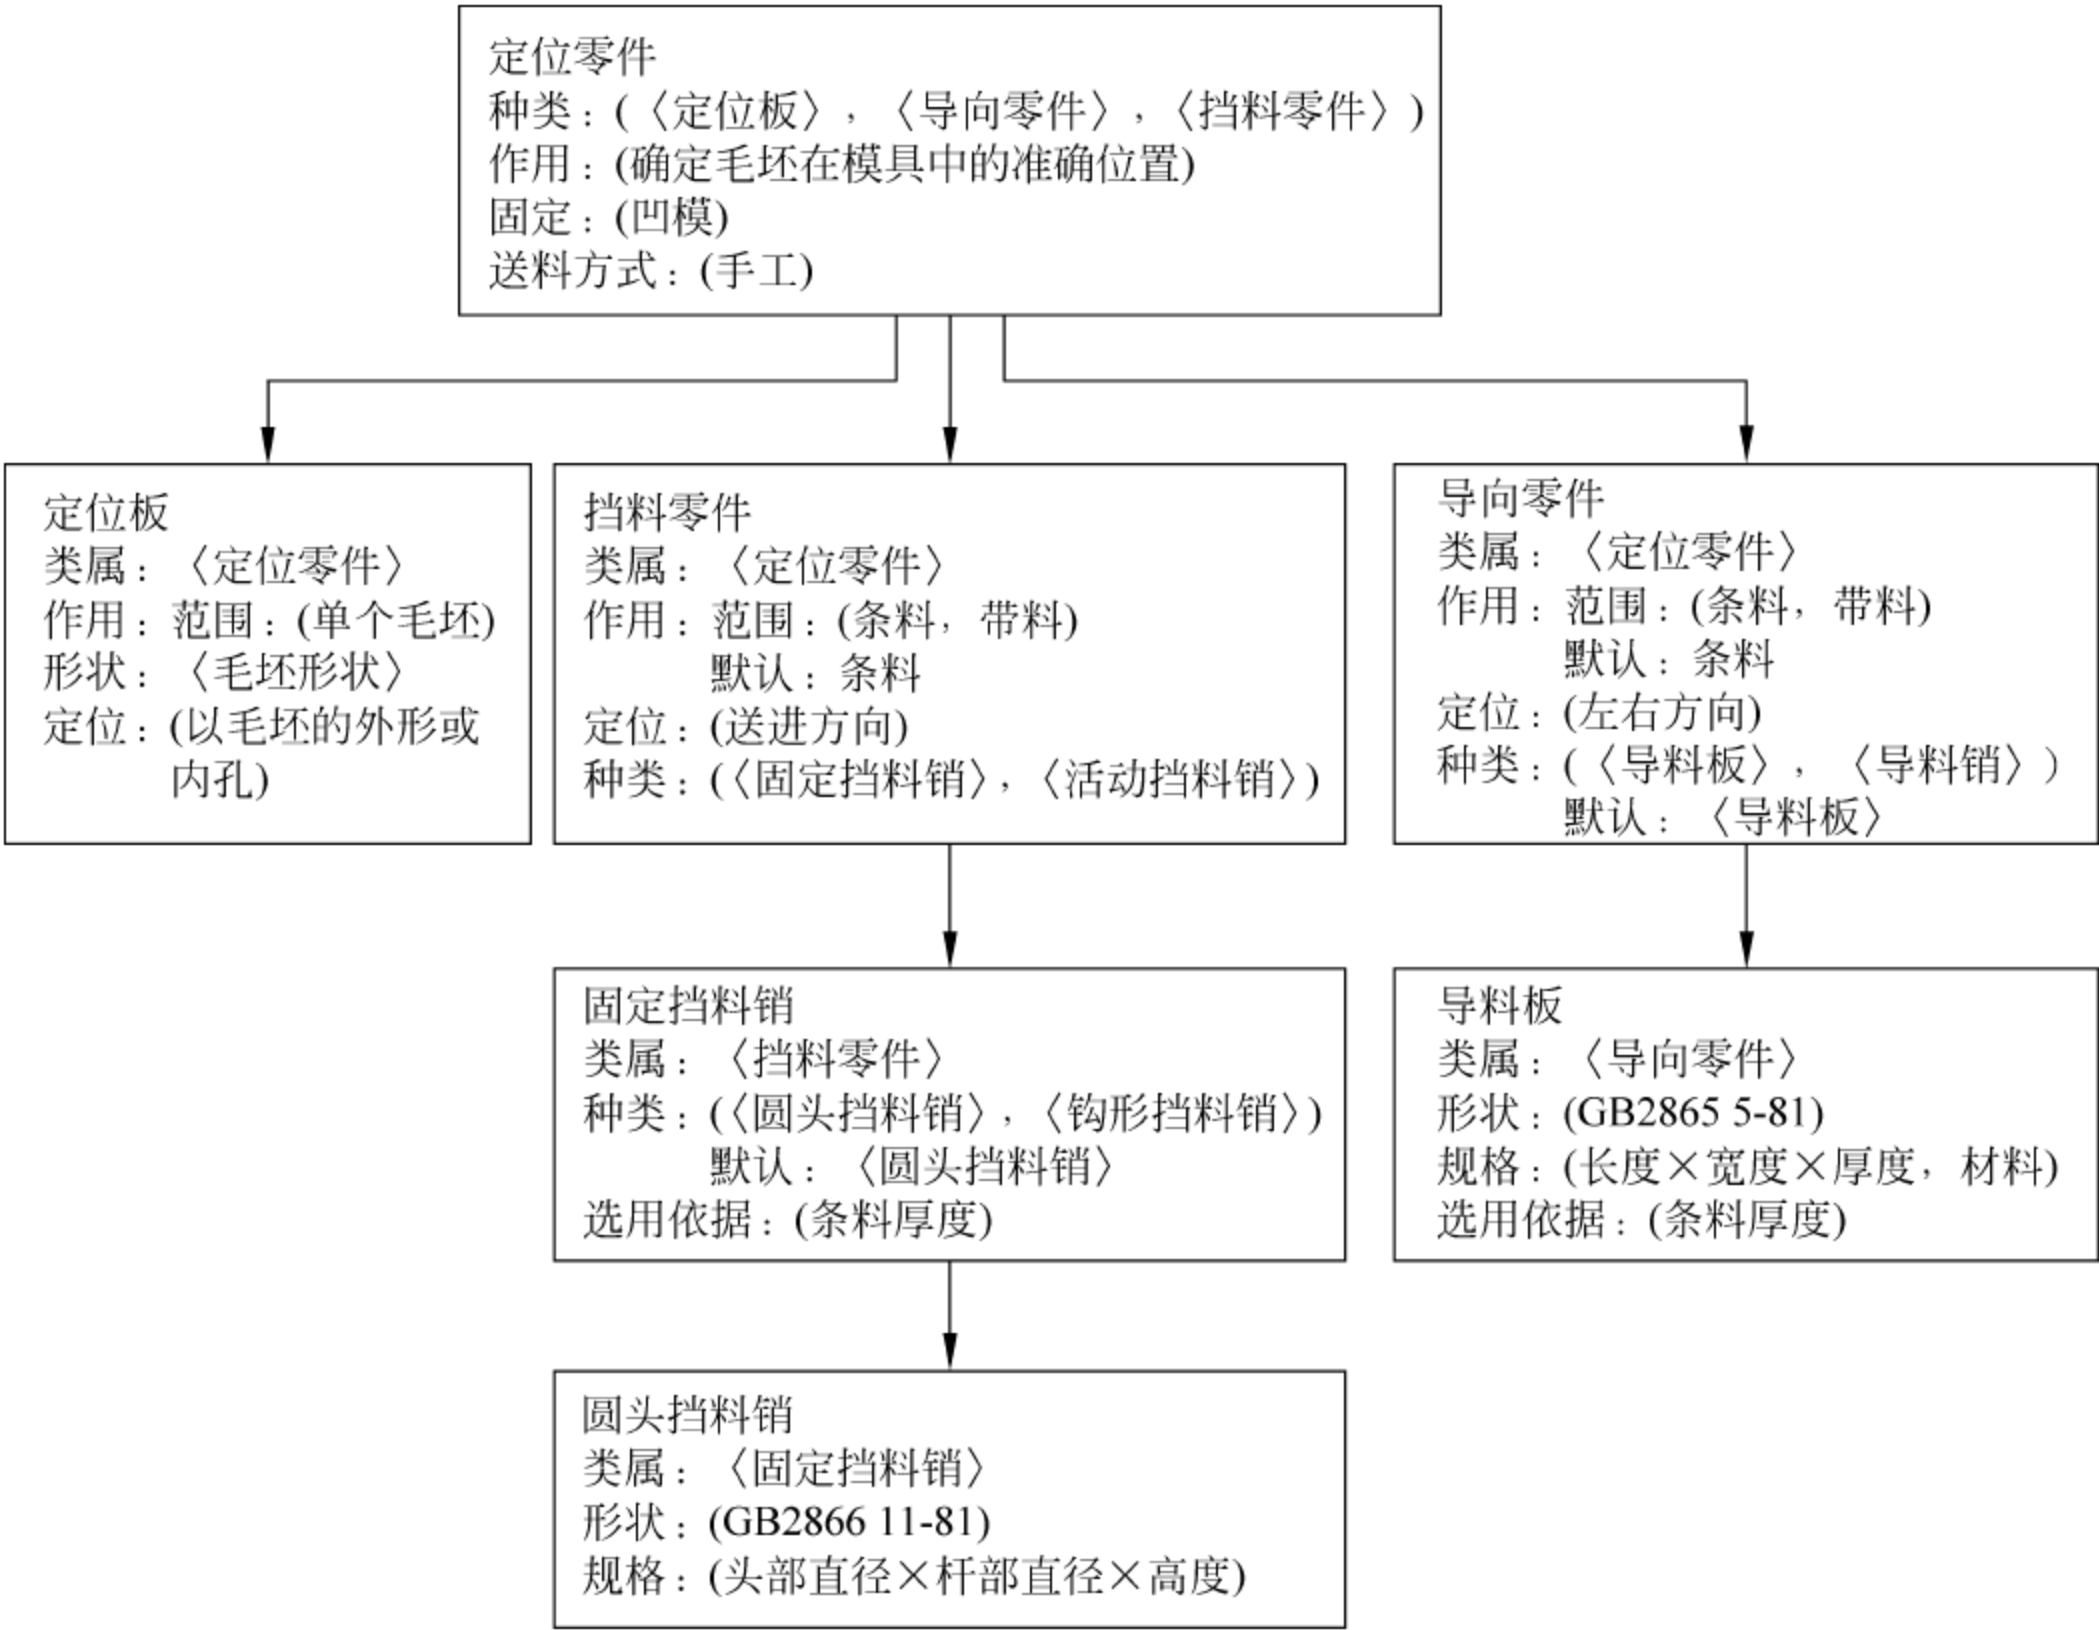 定位零件
种类：(〈定位板〉，〈导向零件〉，〈挡料零件〉)
作用：(确定毛坯在模具中的准确位置)
固定：(凹模)
送料方式：(手工)
定位板
类属：〈定位零件〉
作用：范围：(单个毛坯)
形状：〈毛坯形状〉
定位：(以毛坯的外形或
内孔)
挡料零件
类属：〈定位零件〉
作用：范围：(条料，带料)
默认：条料
定位：(送进方向)
种类：(〈固定挡料销〉，〈活动挡料销〉)
导向零件
类属：〈定位零件〉
作用：范围：(条料，带料)
默认：条料
定位：(左右方向)
种类：(〈导料板〉，〈导料销〉)
默认：〈导料板〉
固定挡料销
类属：〈挡料零件〉
种类：(〈圆头挡料销〉，〈钩形挡料销〉)
默认：〈圆头挡料销〉
选用依据：(条料厚度)
导料板
类属：〈导向零件〉
形状：(GB2865 5-81)
规格：(长度×宽度×厚度，材料)
选用依据：(条料厚度)
圆头挡料销
类属：〈固定挡料销〉
形状：(GB2866 11-81)
规格：(头部直径×杆部直径×高度)